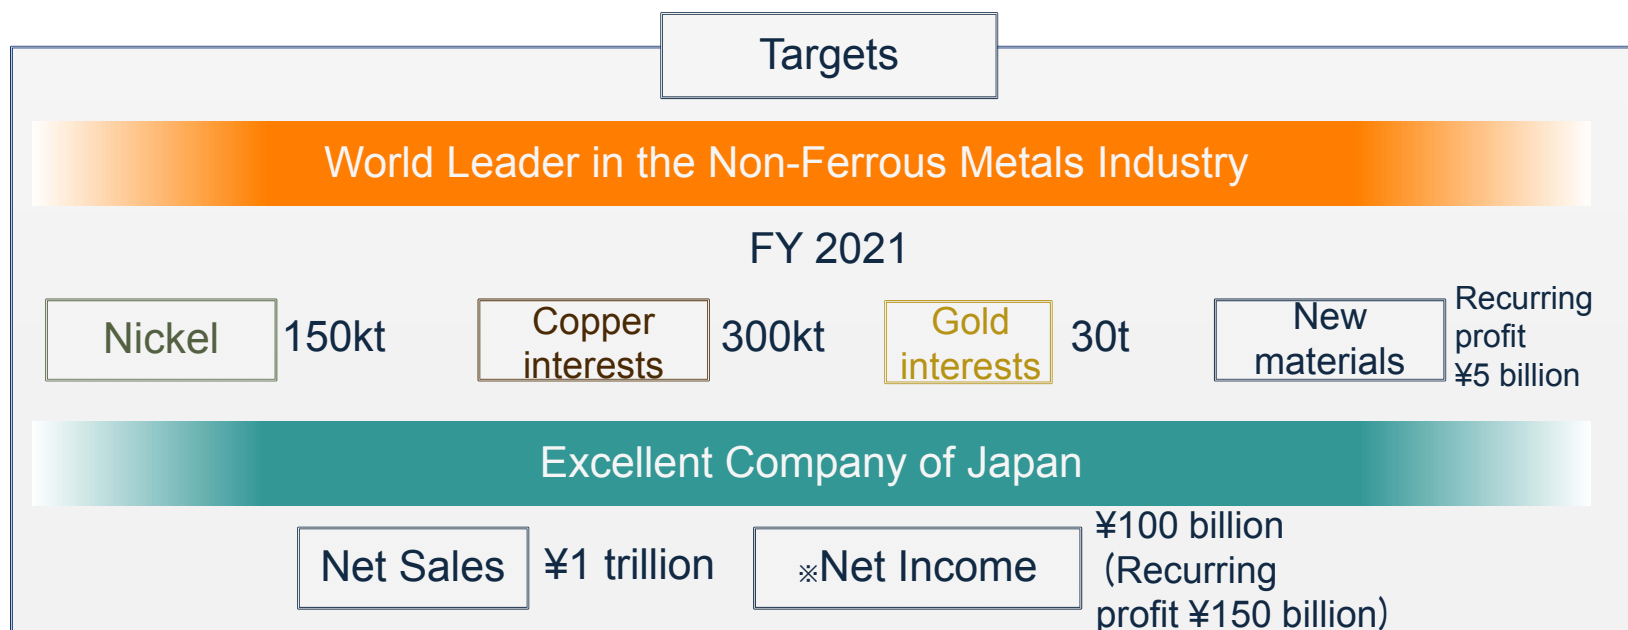 Targets
World Leader in the Non-Ferrous Metals Industry
FY 2021
Nickel
150kt
Copper
interests
300kt
Gold
interests
30t
New
materials
Recurring
profit
¥5 billion
Excellent Company of Japan
Net Sales
¥1 trillion
※Net Income
¥100 billion
(Recurring
profit ¥150 billion)